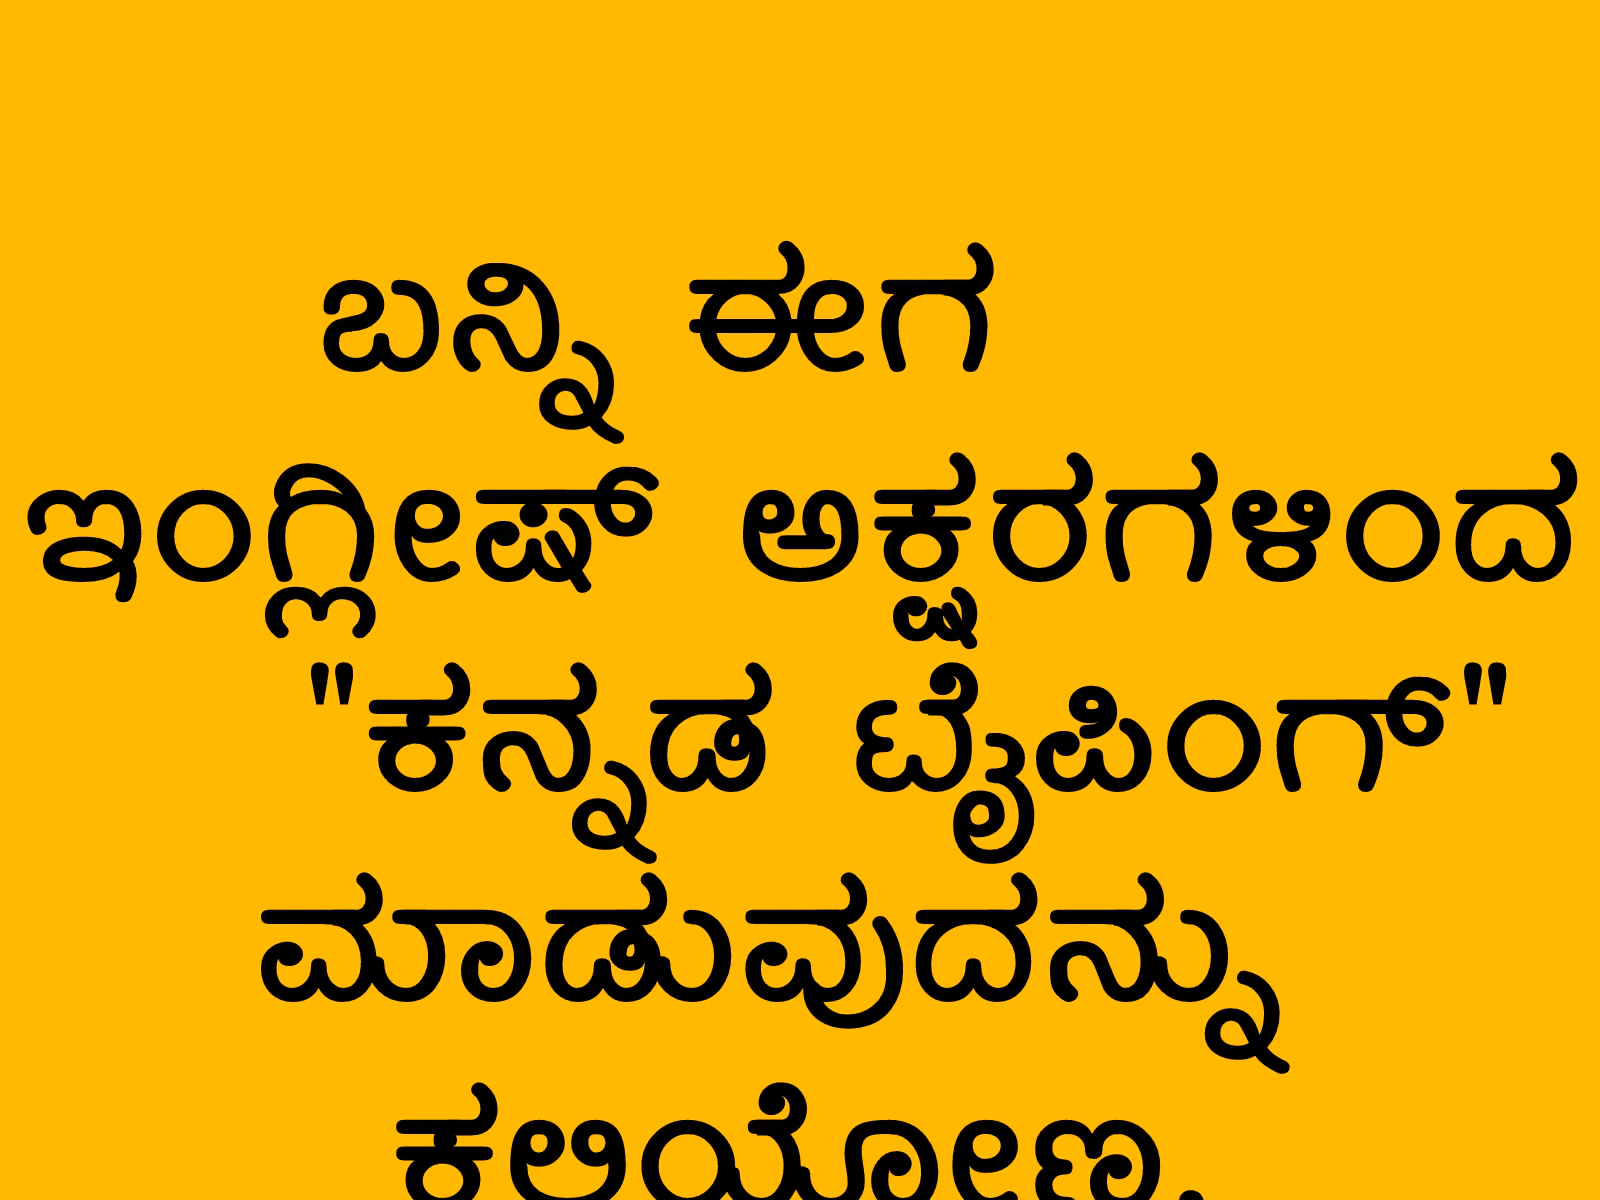 ಬನ್ನಿ ಈಗ
ಇಂಗ್ಲೀಷ್ ಅಕ್ಷರಗಳಿಂದ
"ಕನ್ನಡ ಟೈಪಿಂಗ್"
ಮಾಡುವುದನ್ನು
ಕಲಿಯೋಣ.